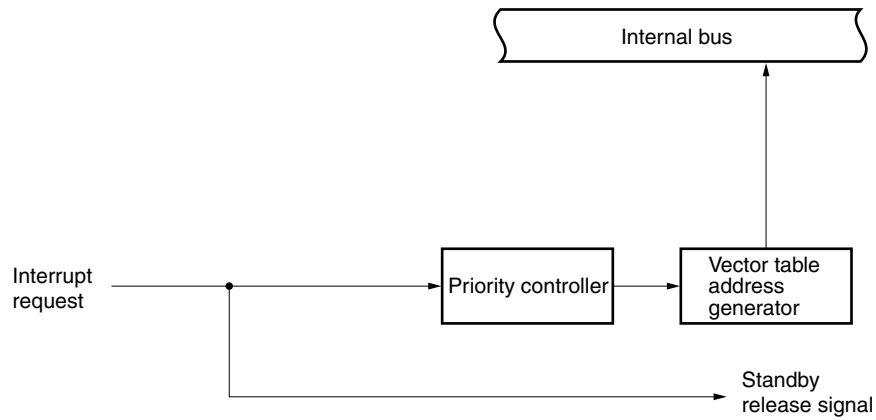 Internal bus
Interrupt
request
Priority controller
Vector table
address
generator
Standby
release signal